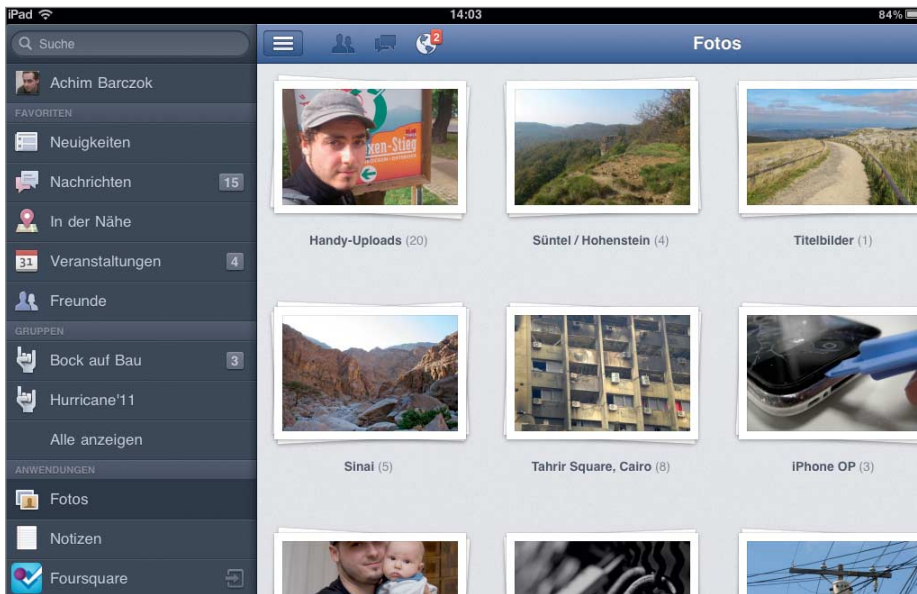 iPad 14:03 84%
Suche
2
Fotos
Achim Barczok
FAVORITEN
Neuigkeiten
Nachrichten 15
In der Nähe
31 Veranstaltungen 4
Freunde
GRUPPEN
Bock auf Bau 3
Hurricane'11
Alle anzeigen
ANWENDUNGEN
Fotos
Notizen
Foursquare
xen-Stieg
Handy-Uploads (20)
Süntel / Hohenstein (4)
Titelbilder (1)
Sinai (5)
Tahrir Square, Cairo (8)
iPhone OP (3)